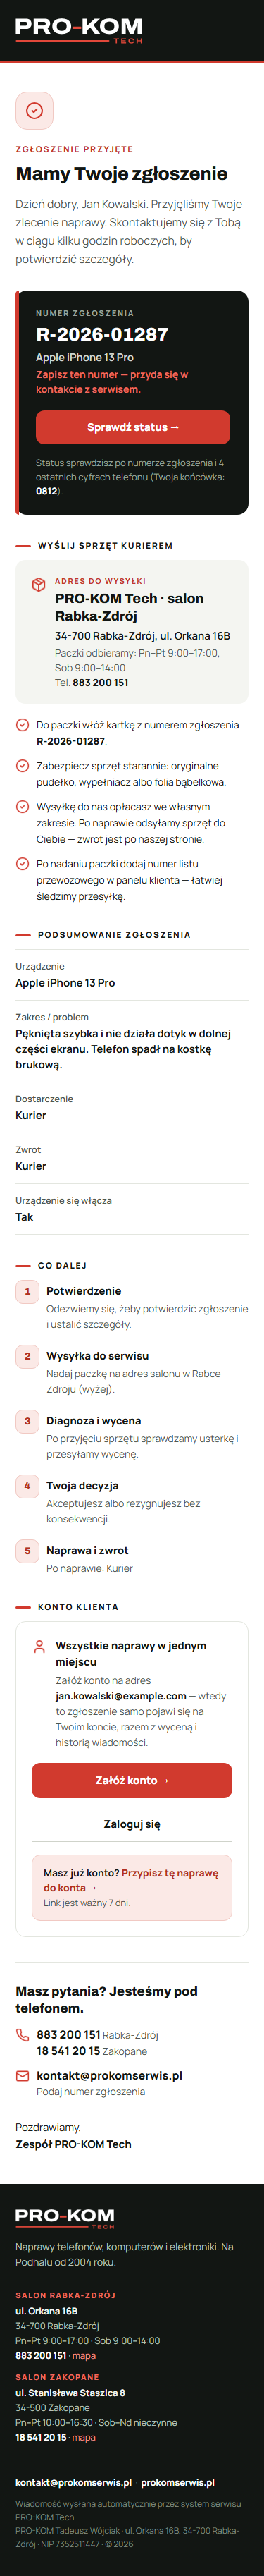 PRO-KOM
TECH
ZGŁOSZENIE PRZYJĘTE
Mamy Twoje zgłoszenie
Dzień dobry, Jan Kowalski. Przyjęliśmy Twoje
zlecenie naprawy. Skontaktujemy się z Tobą
w ciągu kilku godzin roboczych, by
potwierdzić szczegóły.
NUMER ZGŁOSZENIA
R-2026-01287
Apple iPhone 13 Pro
Zapisz ten numer — przyda się w
kontakcie z serwisem.
Sprawdź status →
Status sprawdzisz po numerze zgłoszenia i 4
ostatnich cyfrach telefonu (Twoja końcówka:
0812).
WYŚLIJ SPRZĘT KURIEREM
ADRES DO WYSYŁKI
PRO-KOM Tech · salon
Rabka-Zdrój
34-700 Rabka-Zdrój, ul. Orkana 16B
Paczki odbieramy: Pn–Pt 9:00–17:00,
Sob 9:00–14:00
Tel. 883 200 151
Do paczki włóż kartkę z numerem zgłoszenia
R-2026-01287.
Zabezpiecz sprzęt starannie: oryginalne
pudełko, wypełniacz albo folia bąbelkowa.
Wysyłkę do nas opłacasz we własnym
zakresie. Po naprawie odsyłamy sprzęt do
Ciebie — zwrot jest po naszej stronie.
Po nadaniu paczki dodaj numer listu
przewozowego w panelu klienta — łatwiej
śledzimy przesyłkę.
PODSUMOWANIE ZGŁOSZENIA
Urządzenie
Apple iPhone 13 Pro
Zakres / problem
Pęknięta szybka i nie działa dotyk w dolnej
części ekranu. Telefon spadł na kostkę
brukową.
Dostarczenie
Kurier
Zwrot
Kurier
Urządzenie się włącza
Tak
CO DALEJ
1 Potwierdzenie
Odezwiemy się, żeby potwierdzić zgłoszenie
i ustalić szczegóły.
2 Wysyłka do serwisu
Nadaj paczkę na adres salonu w Rabce-
Zdroju (wyżej).
3 Diagnoza i wycena
Po przyjęciu sprzętu sprawdzamy usterkę i
przesyłamy wycenę.
4 Twoja decyzja
Akceptujesz albo rezygnujesz bez
konsekwencji.
5 Naprawa i zwrot
Po naprawie: Kurier
KONTO KLIENTA
Wszystkie naprawy w jednym
miejscu
Załóż konto na adres
jan.kowalski@example.com — wtedy
to zgłoszenie samo pojawi się na
Twoim koncie, razem z wyceną i
historią wiadomości.
Załóż konto →
Zaloguj się
Masz już konto? Przypisz tę naprawę
do konta →
Link jest ważny 7 dni.
Masz pytania? Jesteśmy pod
telefonem.
883 200 151 Rabka-Zdrój
18 541 20 15 Zakopane
kontakt@prokomserwis.pl
Podaj numer zgłoszenia
Pozdrawiamy,
Zespół PRO-KOM Tech
PRO-KOM
TECH
Naprawy telefonów, komputerów i elektroniki. Na
Podhalu od 2004 roku.
SALON RABKA-ZDRÓJ
ul. Orkana 16B
34-700 Rabka-Zdrój
Pn–Pt 9:00–17:00 · Sob 9:00–14:00
883 200 151 · mapa
SALON ZAKOPANE
ul. Stanisława Staszica 8
34-500 Zakopane
Pn–Pt 10:00–16:30 · Sob–Nd nieczynne
18 541 20 15 · mapa
kontakt@prokomserwis.pl · prokomserwis.pl
Wiadomość wysłana automatycznie przez system serwisu
PRO-KOM Tech.
PRO-KOM Tadeusz Wójciak · ul. Orkana 16B, 34-700 Rabka-
Zdrój · NIP 7352511447 · © 2026